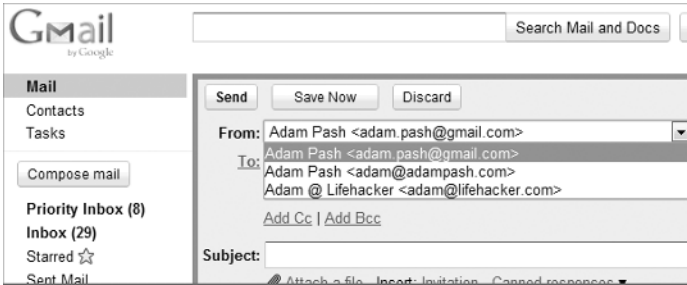 Gmail
by Google
Search Mail and Docs
Mail
Contacts
Tasks
Compose mail
Priority Inbox (8)
Inbox (29)
Starred
Sent Mail
Send Save Now Discard
From: Adam Pash <adam.pash@gmail.com>
To: Adam Pash <adam.pash@gmail.com>
Adam Pash <adam@adampash.com>
Adam @ Lifehacker <adam@lifehacker.com>
Add Cc | Add Bcc
Subject:
Attach a file Insert: Invitation Canned responses